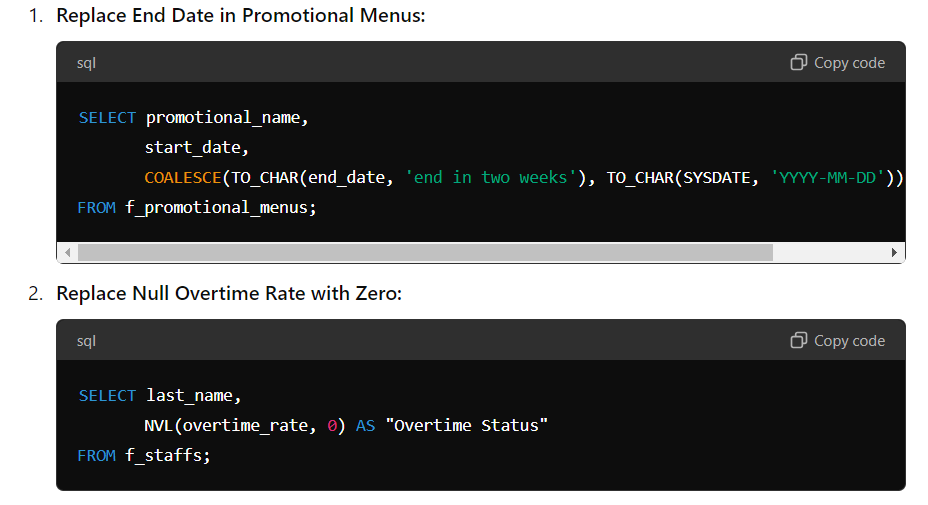 1. Replace End Date in Promotional Menus:
sql Copy code
SELECT promotional_name,
start_date,
COALESCE(TO_CHAR(end_date, 'end in two weeks'), TO_CHAR(SYSDATE, 'YYYY-MM-DD'))
FROM f_promotional_menus;
2. Replace Null Overtime Rate with Zero:
sql Copy code
SELECT last_name,
NVL(overtime_rate, 0) AS "Overtime Status"
FROM f_staffs;